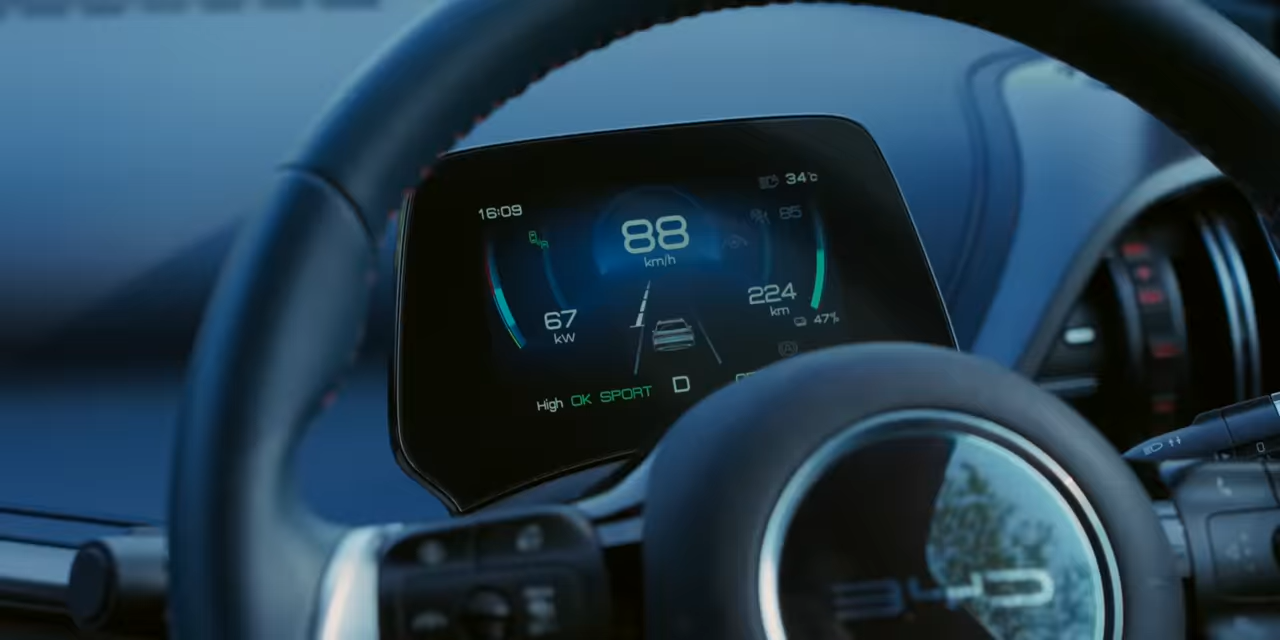 34°C
16:09
85
88
km/h
224
km
67
kW
47%
High OK SPORT D
BYD